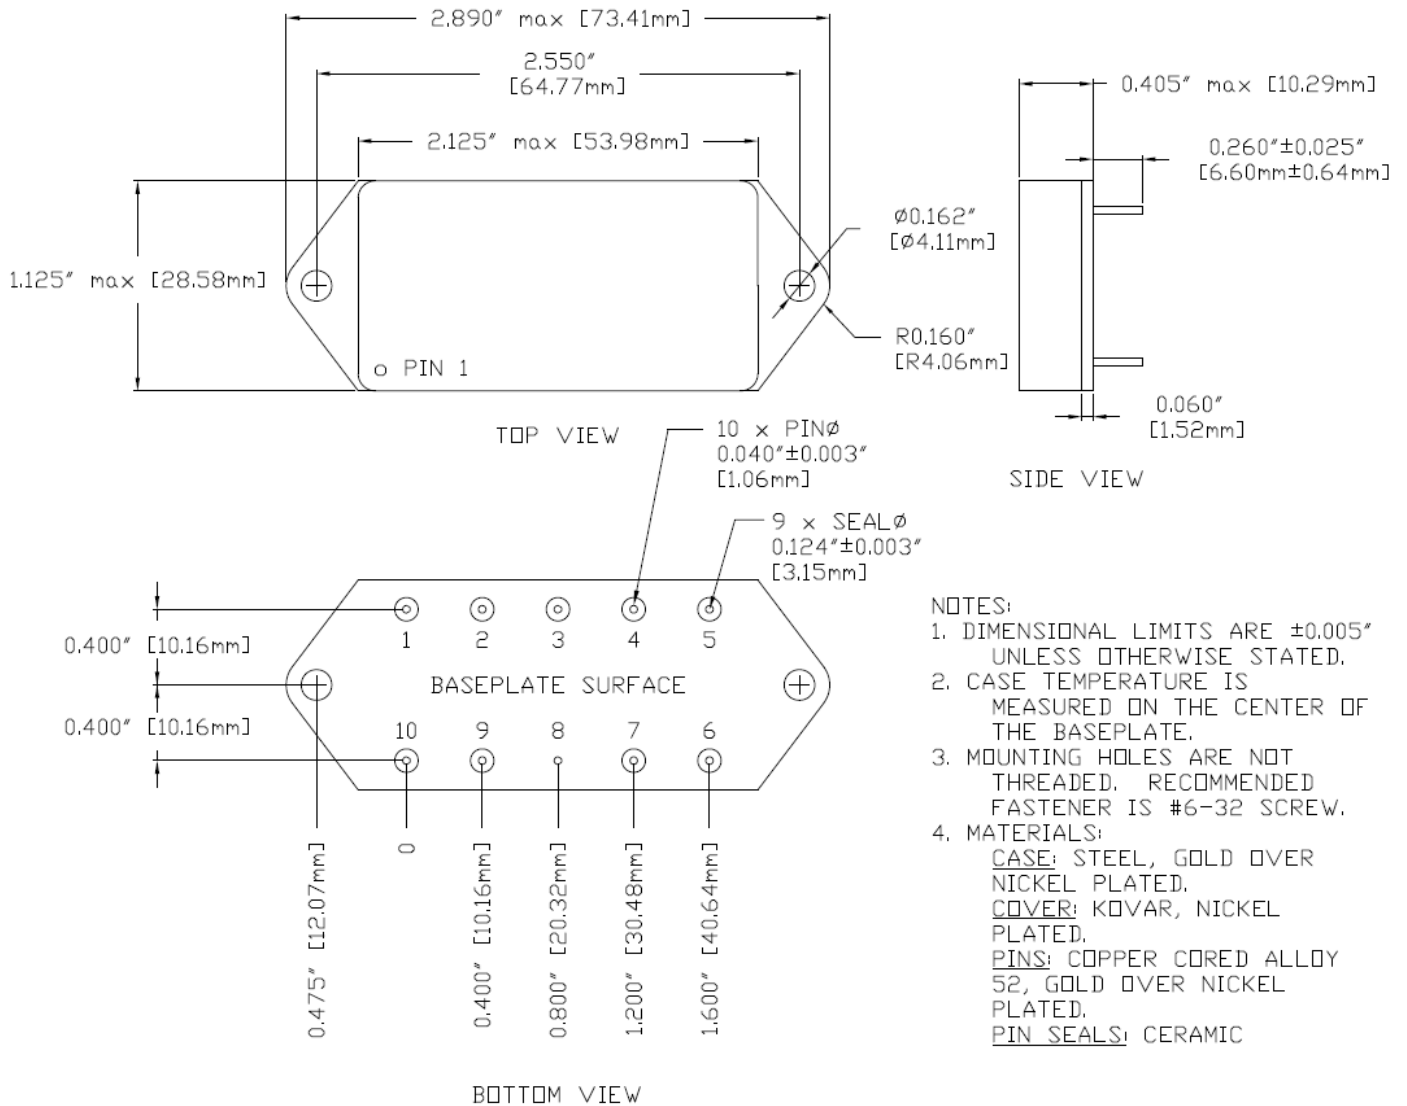 2.890" max [73.41mm]
2.550"
[64.77mm]
2.125" max [53.98mm]
1.125" max [28.58mm]
Ø0.162"
[Ø4.11mm]
R0.160"
[R4.06mm]
PIN 1
TOP VIEW
0.405" max [10.29mm]
0.260"±0.025"
[6.60mm±0.64mm]
0.060"
[1.52mm]
SIDE VIEW
10 x PINØ
0.040"±0.003"
[1.06mm]
9 x SEALØ
0.124"±0.003"
[3.15mm]
0.400" [10.16mm]
0.400" [10.16mm]
1 2 3 4 5
BASEPLATE SURFACE
10 9 8 7 6
0.475" [12.07mm]
0
0.400" [10.16mm]
0.800" [20.32mm]
1.200" [30.48mm]
1.600" [40.64mm]
BOTTOM VIEW
NOTES:
1. DIMENSIONAL LIMITS ARE ±0.005"
UNLESS OTHERWISE STATED.
2. CASE TEMPERATURE IS
MEASURED ON THE CENTER OF
THE BASEPLATE.
3. MOUNTING HOLES ARE NOT
THREADED. RECOMMENDED
FASTENER IS #6-32 SCREW.
4. MATERIALS:
CASE: STEEL, GOLD OVER
NICKEL PLATED.
COVER: KOVAR, NICKEL
PLATED.
PINS: COPPER CORED ALLOY
52, GOLD OVER NICKEL
PLATED.
PIN SEALS: CERAMIC